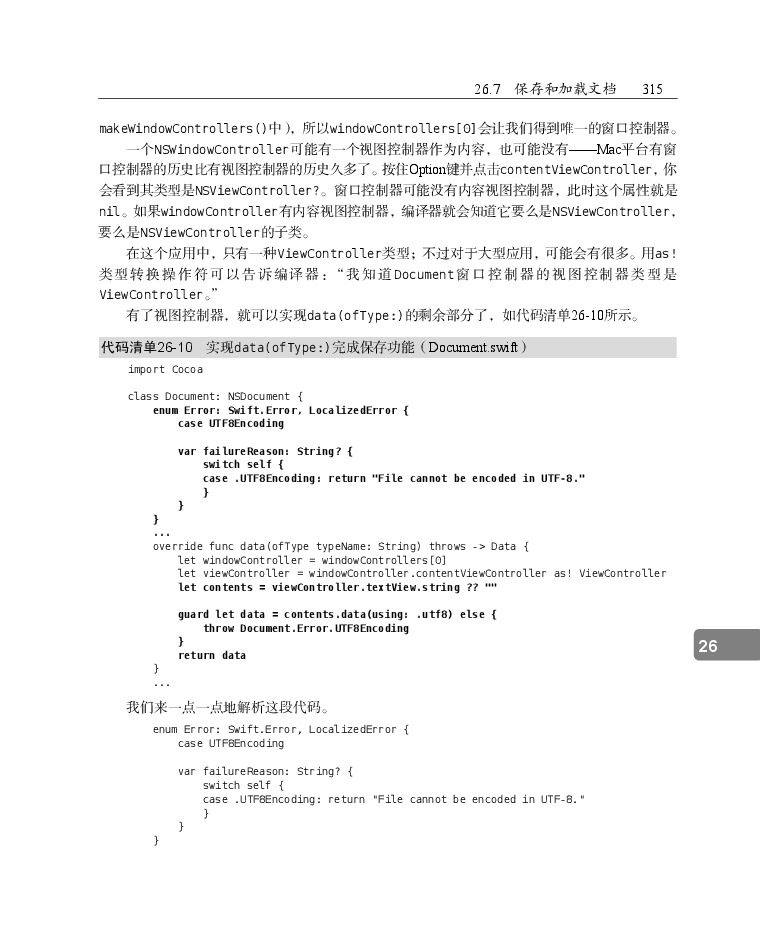 26.7 保存和加载文档 315
makeWindowControllers()中），所以windowControllers[0]会让我们得到唯一的窗口控制器。
一个NSWindowController可能有一个视图控制器作为内容，也可能没有——Mac平台有窗
口控制器的历史比有视图控制器的历史久多了。按住Option键并点击contentViewController，你
会看到其类型是NSViewController?。窗口控制器可能没有内容视图控制器，此时这个属性就是
nil。如果windowController有内容视图控制器，编译器就会知道它要么是NSViewController，
要么是NSViewController的子类。
在这个应用中，只有一种ViewController类型；不过对于大型应用，可能会有很多。用as!
类型转换操作符可以告诉编译器：“我知道Document窗口控制器的视图控制器类型是
ViewController。”
有了视图控制器，就可以实现data(ofType:)的剩余部分了，如代码清单26-10所示。
代码清单26-10 实现data(ofType:)完成保存功能（Document.swift）
import Cocoa
class Document: NSDocument {
enum Error: Swift.Error, LocalizedError {
case UTF8Encoding
var failureReason: String? {
switch self {
case .UTF8Encoding: return "File cannot be encoded in UTF-8."
}
}
}
...
override func data(ofType typeName: String) throws -> Data {
let windowController = windowControllers[0]
let viewController = windowController.contentViewController as! ViewController
let contents = viewController.textView.string ?? ""
guard let data = contents.data(using: .utf8) else {
throw Document.Error.UTF8Encoding
}
return data
}
...
26
我们来一点一点地解析这段代码。
enum Error: Swift.Error, LocalizedError {
case UTF8Encoding
var failureReason: String? {
switch self {
case .UTF8Encoding: return "File cannot be encoded in UTF-8."
}
}
}